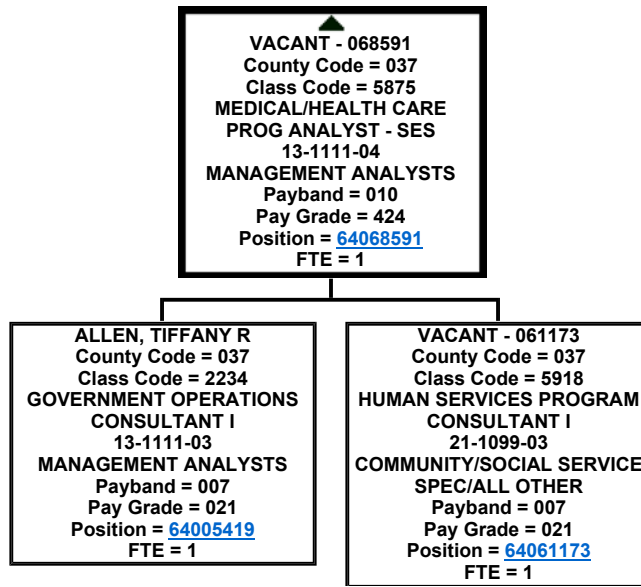 VACANT - 068591
County Code = 037
Class Code = 5875
MEDICAL/HEALTH CARE
PROG ANALYST - SES
13-1111-04
MANAGEMENT ANALYSTS
Payband = 010
Pay Grade = 424
Position = 64068591
FTE = 1
ALLEN, TIFFANY R
County Code = 037
Class Code = 2234
GOVERNMENT OPERATIONS
CONSULTANT I
13-1111-03
MANAGEMENT ANALYSTS
Payband = 007
Pay Grade = 021
Position = 64005419
FTE = 1
VACANT - 061173
County Code = 037
Class Code = 5918
HUMAN SERVICES PROGRAM
CONSULTANT I
21-1099-03
COMMUNITY/SOCIAL SERVICE
SPEC/ALL OTHER
Payband = 007
Pay Grade = 021
Position = 64061173
FTE = 1